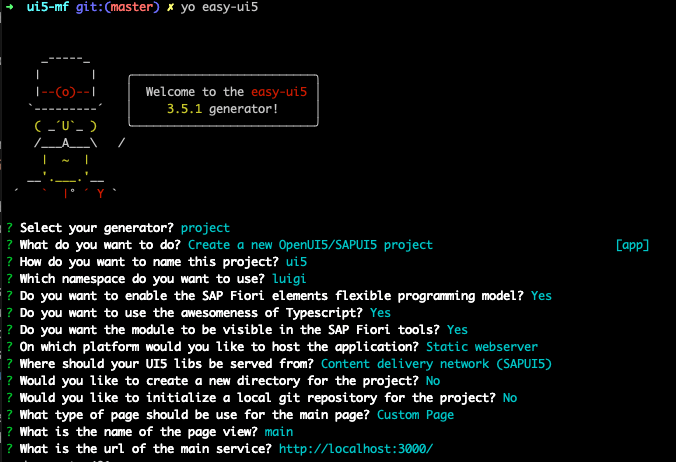 → ui5-mf git:(master) ✗ yo easy-ui5
_-----_
| |
|--(o)--| Welcome to the easy-ui5
`---------´ 3.5.1 generator!
( _´U`_ )
/___A___\ /
| ~ |
__'.___.'__
´ ` |° ´ Y `
? Select your generator? project
? What do you want to do? Create a new OpenUI5/SAPUI5 project [app]
? How do you want to name this project? ui5
? Which namespace do you want to use? luigi
? Do you want to enable the SAP Fiori elements flexible programming model? Yes
? Do you want to use the awesomeness of Typescript? Yes
? Do you want the module to be visible in the SAP Fiori tools? Yes
? On which platform would you like to host the application? Static webserver
? Where should your UI5 libs be served from? Content delivery network (SAPUI5)
? Would you like to create a new directory for the project? No
? Would you like to initialize a local git repository for the project? No
? What type of page should be use for the main page? Custom Page
? What is the name of the page view? main
? What is the url of the main service? http://localhost:3000/